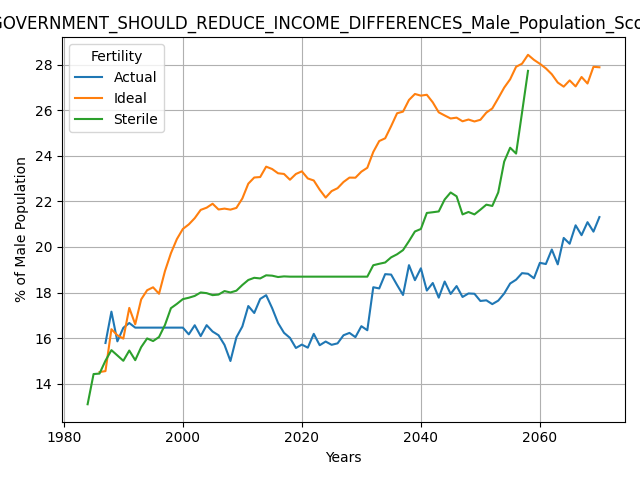 GOVERNMENT_SHOULD_REDUCE_INCOME_DIFFERENCES_Male_Population_Sco
Fertility
Actual
Ideal
Sterile
% of Male Population
28
26
24
22
20
18
16
14
1980 2000 2020 2040 2060
Years